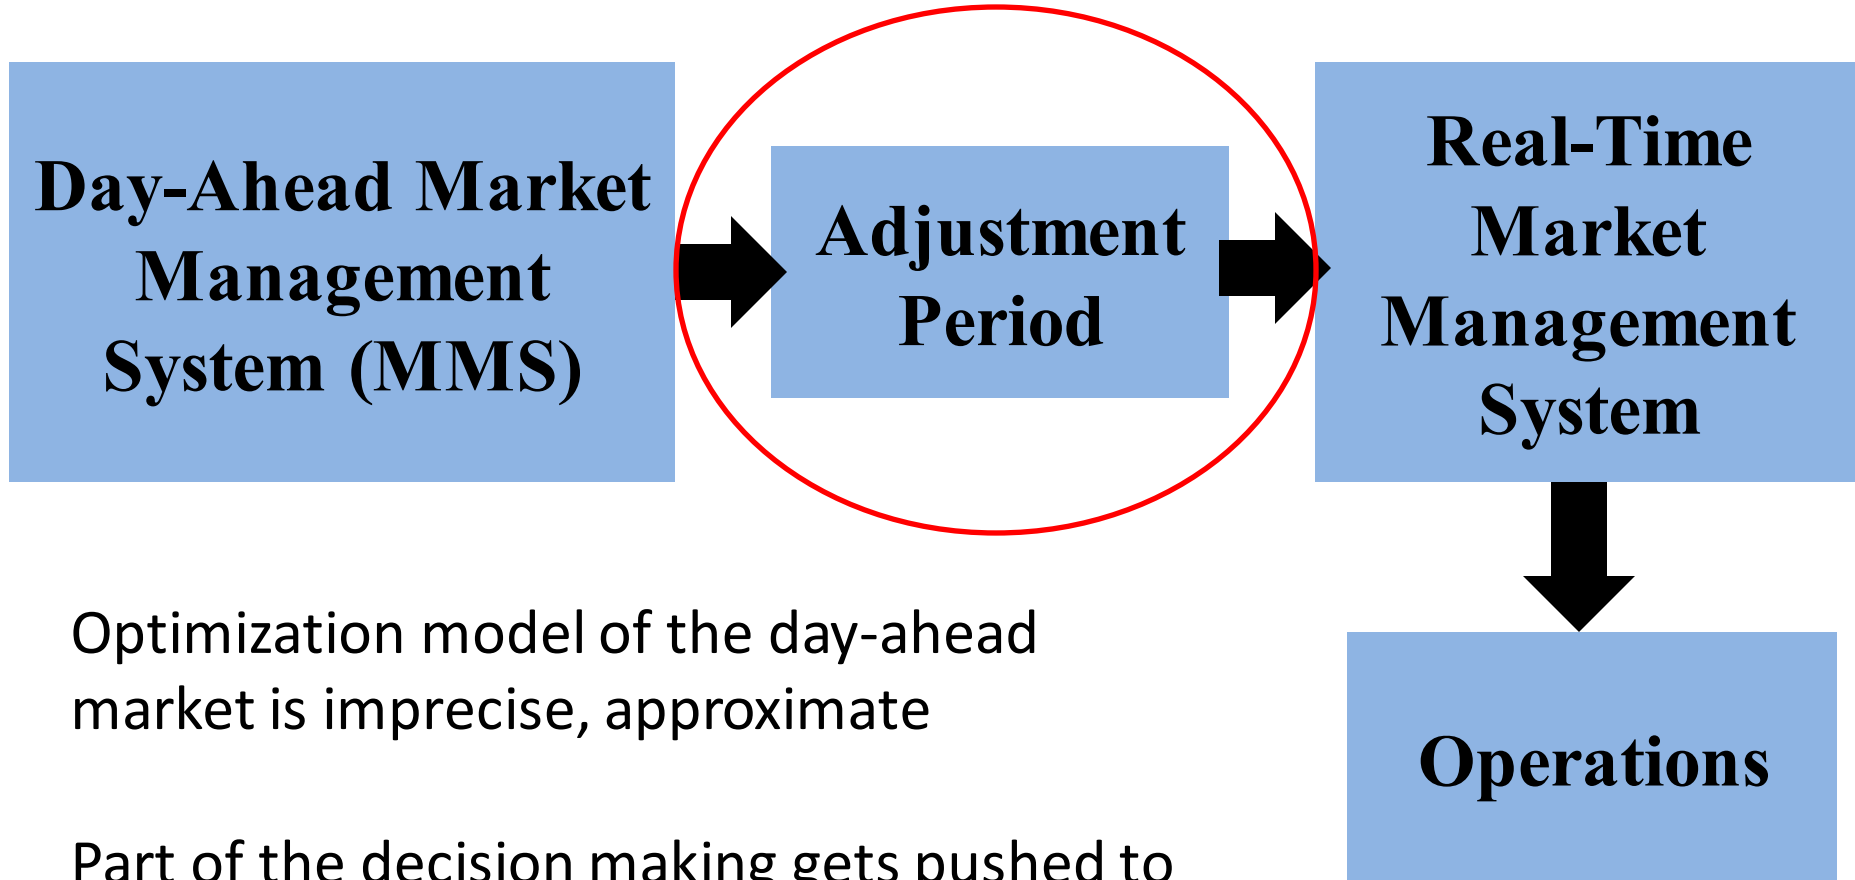 Day-Ahead Market
Management
System (MMS)
Adjustment
Period
Real-Time
Market
Management
System
Operations
Optimization model of the day-ahead
market is imprecise, approximate
Part of the decision making gets pushed to